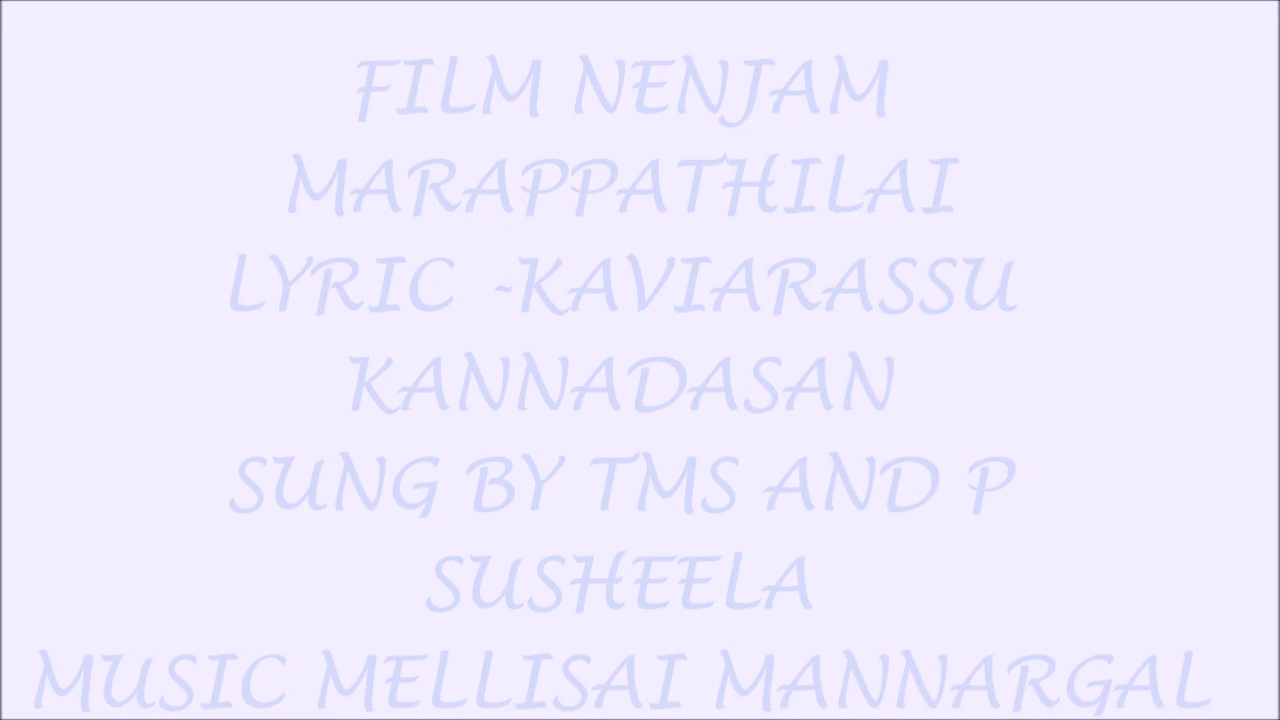 FILM NENJAM
MARAPPATHILAI
LYRIC -KAVIARASSU
KANNADASAN
SUNG BY TMS AND P
SUSHEELA
MUSIC MELLISAI MANNARGAL